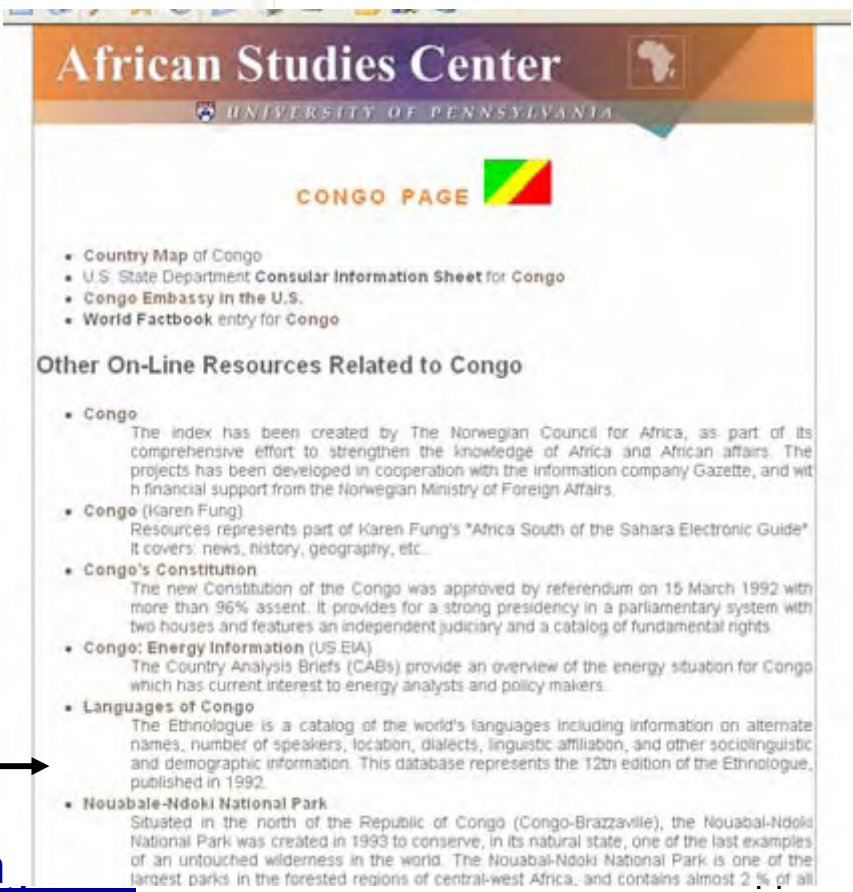 African Studies Center
UNIVERSITY OF PENNSYLVANIA
CONGO PAGE
• Country Map of Congo
• U.S. State Department Consular Information Sheet for Congo
• Congo Embassy in the U.S.
• World Factbook entry for Congo
Other On-Line Resources Related to Congo
• Congo
The index has been created by The Norwegian Council for Africa, as part of its
comprehensive effort to strengthen the knowledge of Africa and African affairs. The
projects has been developed in cooperation with the information company Gazette, and wit
h financial support from the Norwegian Ministry of Foreign Affairs.
• Congo (Karen Fung)
Resources represents part of Karen Fung's "Africa South of the Sahara Electronic Guide"
It covers: news, history, geography, etc..
• Congo's Constitution
The new Constitution of the Congo was approved by referendum on 15 March 1992 with
more than 96% assent. It provides for a strong presidency in a parliamentary system with
two houses and features an independent judiciary and a catalog of fundamental rights.
• Congo: Energy Information (US.EIA)
The Country Analysis Briefs (CABs) provide an overview of the energy situation for Congo
which has current interest to energy analysts and policy makers.
• Languages of Congo
The Ethnologue is a catalog of the world's languages including information on alternate
names, number of speakers, location, dialects, linguistic affiliation, and other sociolinguistic
and demographic information. This database represents the 12th edition of the Ethnologue,
published in 1992.
• Nouabale-Ndoki National Park
Situated in the north of the Republic of Congo (Congo-Brazzaville), the Nouabal-Ndoki
National Park was created in 1993 to conserve, in its natural state, one of the last examples
of an untouched wilderness in the world. The Nouabal-Ndoki National Park is one of the
largest parks in the forested regions of central-west Africa, and contains almost 2 % of all